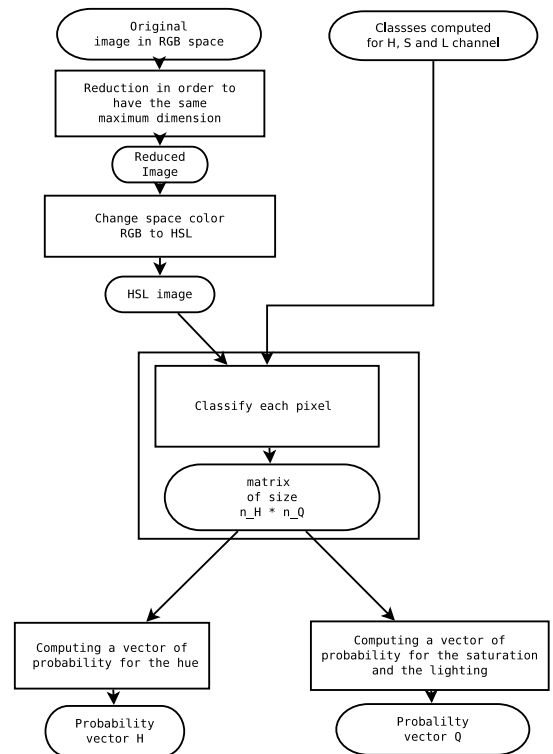 Original
image in RGB space
Classses computed
for H, S and L channel
Reduction in order to
have the same
maximum dimension
Reduced
Image
Change space color
RGB to HSL
HSL image
Classify each pixel
matrix
of size
n_H * n_Q
Computing a vector of
probability for the hue
Computing a vector of
probability for the saturation
and the lighting
Probability
vector H
Probalilty
vector Q